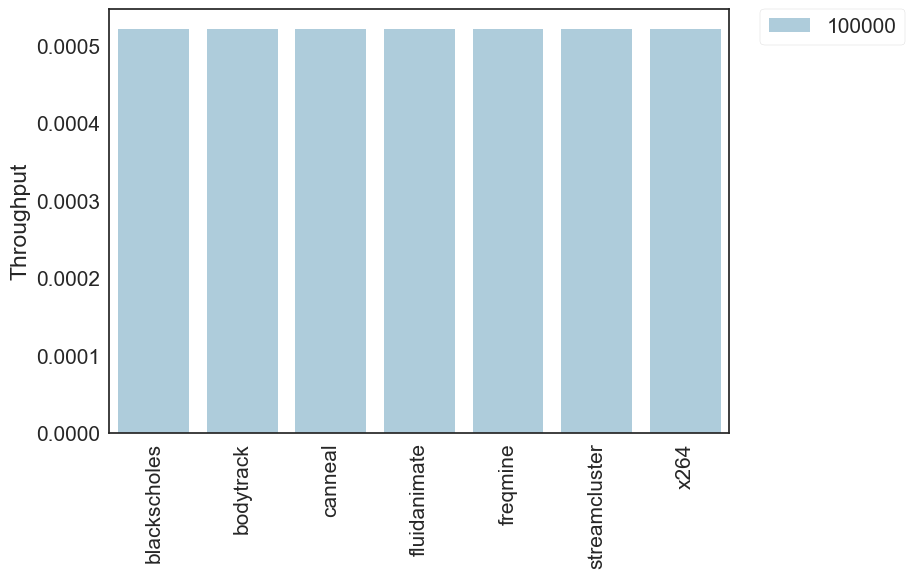 100000
0.0005
0.0004
0.0003
0.0002
0.0001
0.0000
Throughput
blackscholes
bodytrack
canneal
fluidanimate
freqmine
streamcluster
x264